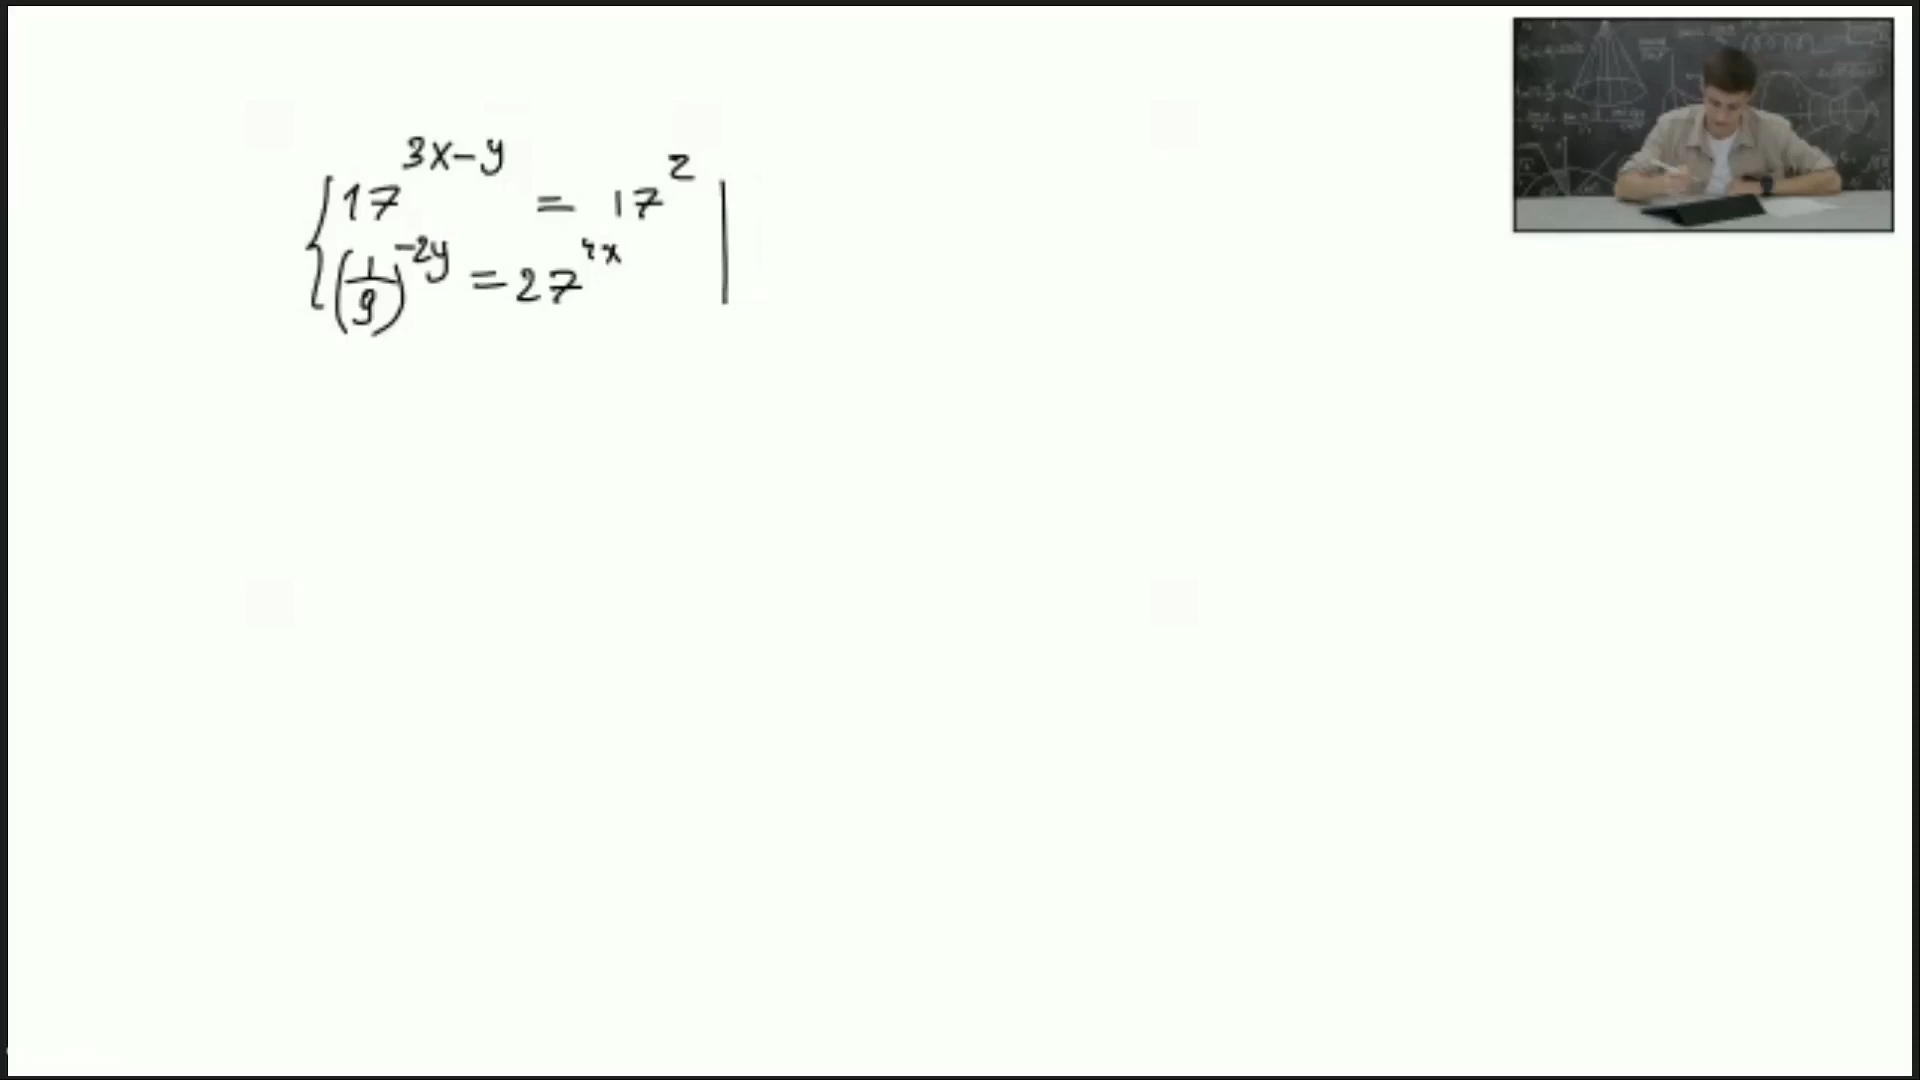 17^{3x-y} = 17^2
(1/9)^{-2y} = 27^{4x}